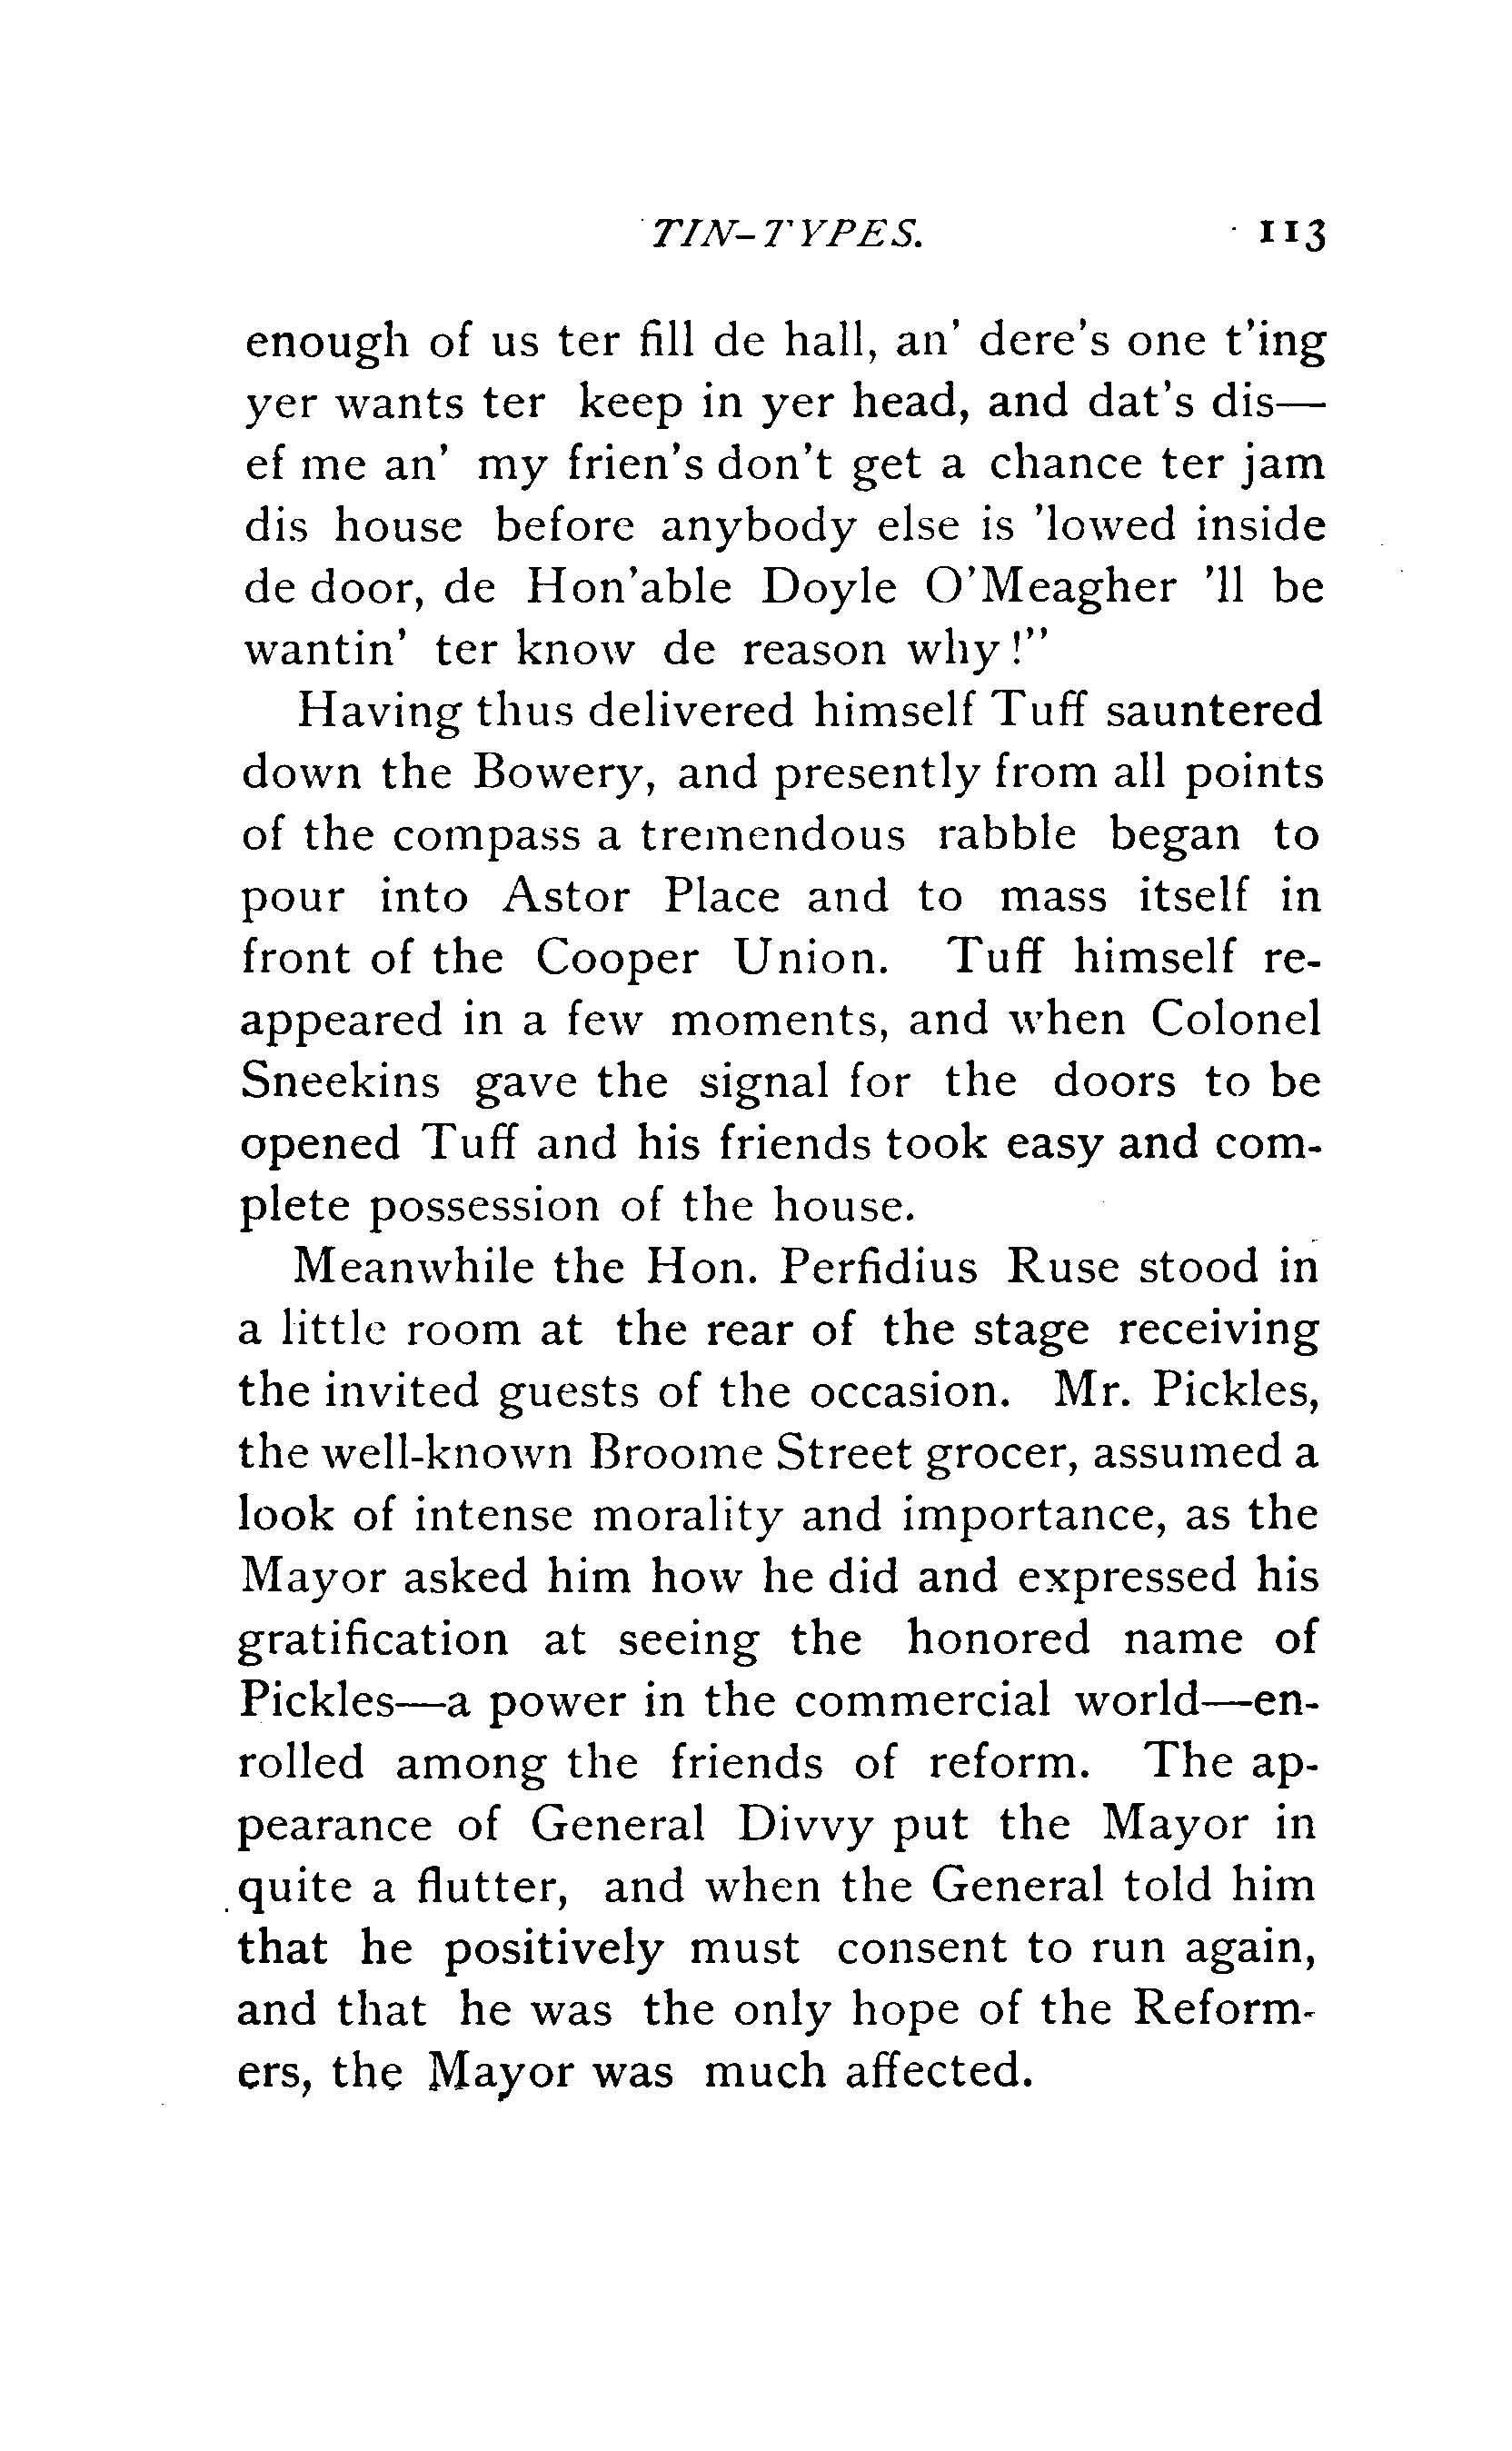 TIN-TYPES. 113
enough of us ter fill de hall, an' dere's one t'ing
yer wants ter keep in yer head, and dat's dis—
ef me an' my frien's don't get a chance ter jam
dis house before anybody else is 'lowed inside
de door, de Hon'able Doyle O'Meagher 'll be
wantin' ter know de reason why!"
Having thus delivered himself Tuff sauntered
down the Bowery, and presently from all points
of the compass a tremendous rabble began to
pour into Astor Place and to mass itself in
front of the Cooper Union. Tuff himself re-
appeared in a few moments, and when Colonel
Sneekins gave the signal for the doors to be
opened Tuff and his friends took easy and com-
plete possession of the house.
Meanwhile the Hon. Perfidius Ruse stood in
a little room at the rear of the stage receiving
the invited guests of the occasion. Mr. Pickles,
the well-known Broome Street grocer, assumed a
look of intense morality and importance, as the
Mayor asked him how he did and expressed his
gratification at seeing the honored name of
Pickles—a power in the commercial world—en-
rolled among the friends of reform. The ap-
pearance of General Divvy put the Mayor in
quite a flutter, and when the General told him
that he positively must consent to run again,
and that he was the only hope of the Reform-
ers, the Mayor was much affected.